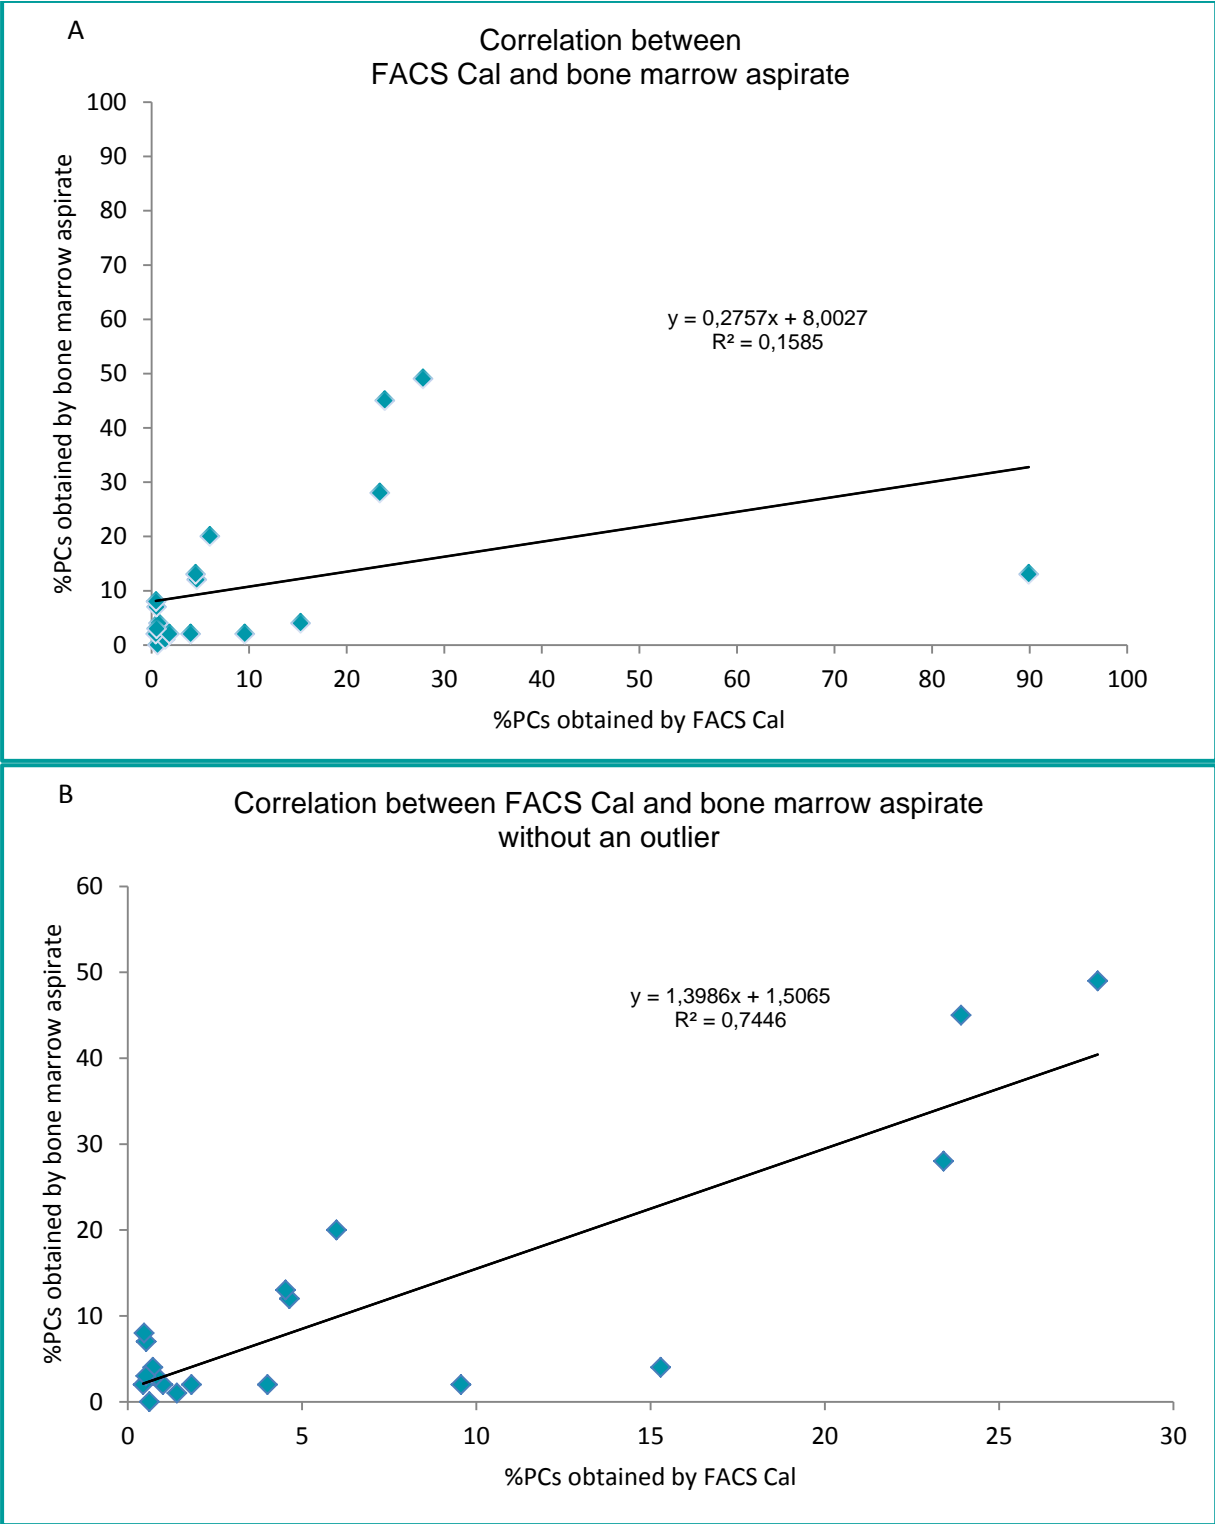 A
Correlation between
FACS Cal and bone marrow aspirate
100
90
80
70
60
50
40
30
20
10
0
%PCs obtained by bone marrow aspirate
y = 0,2757x + 8,0027
R² = 0,1585
0 10 20 30 40 50 60 70 80 90 100
%PCs obtained by FACS Cal
B
Correlation between FACS Cal and bone marrow aspirate
without an outlier
60
50
40
30
20
10
0
%PCs obtained by bone marrow aspirate
y = 1,3986x + 1,5065
R² = 0,7446
0 5 10 15 20 25 30
%PCs obtained by FACS Cal